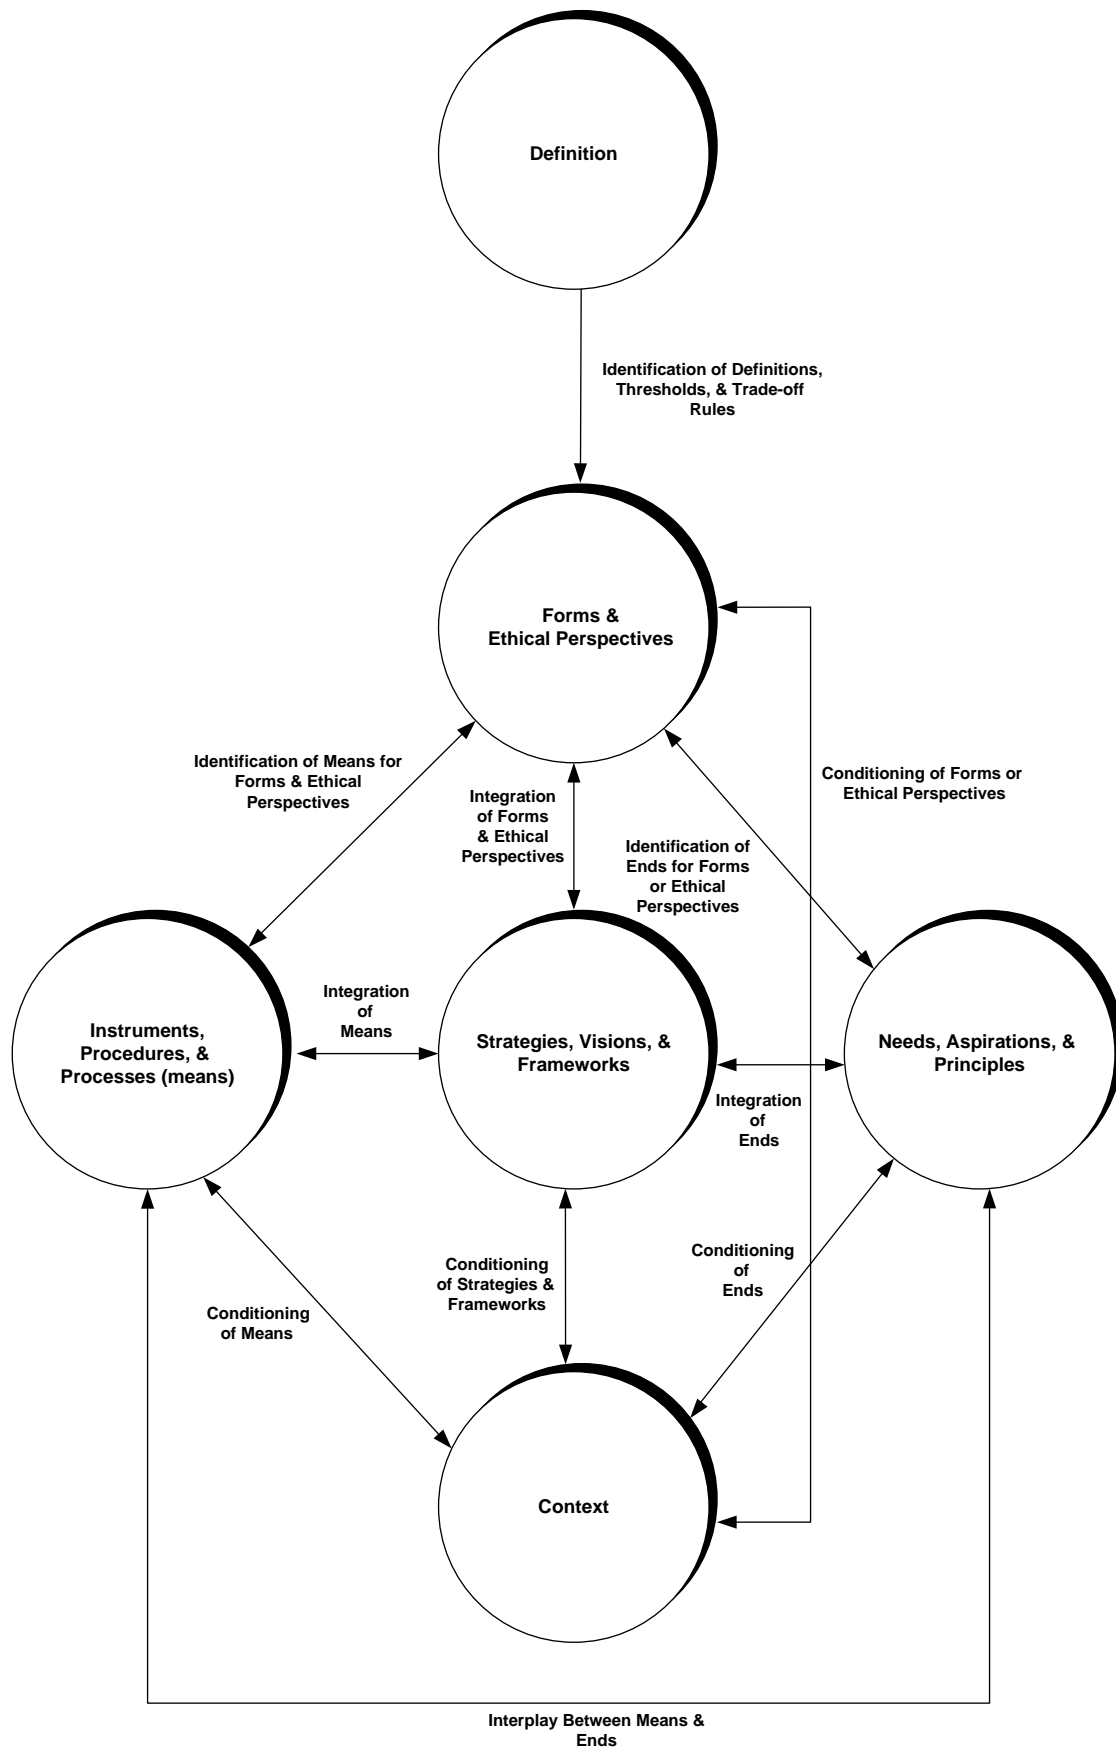 Definition
Identification of Definitions,
Thresholds, & Trade-off
Rules
Forms &
Ethical Perspectives
Identification of Means for
Forms & Ethical
Perspectives
Integration
of Forms
& Ethical
Perspectives
Identification of
Ends for Forms
or Ethical
Perspectives
Conditioning of Forms or
Ethical Perspectives
Instruments,
Procedures, &
Processes (means)
Integration
of
Means
Strategies, Visions, &
Frameworks
Integration
of
Ends
Needs, Aspirations, &
Principles
Conditioning
of Means
Conditioning
of Strategies &
Frameworks
Conditioning
of
Ends
Context
Interplay Between Means &
Ends